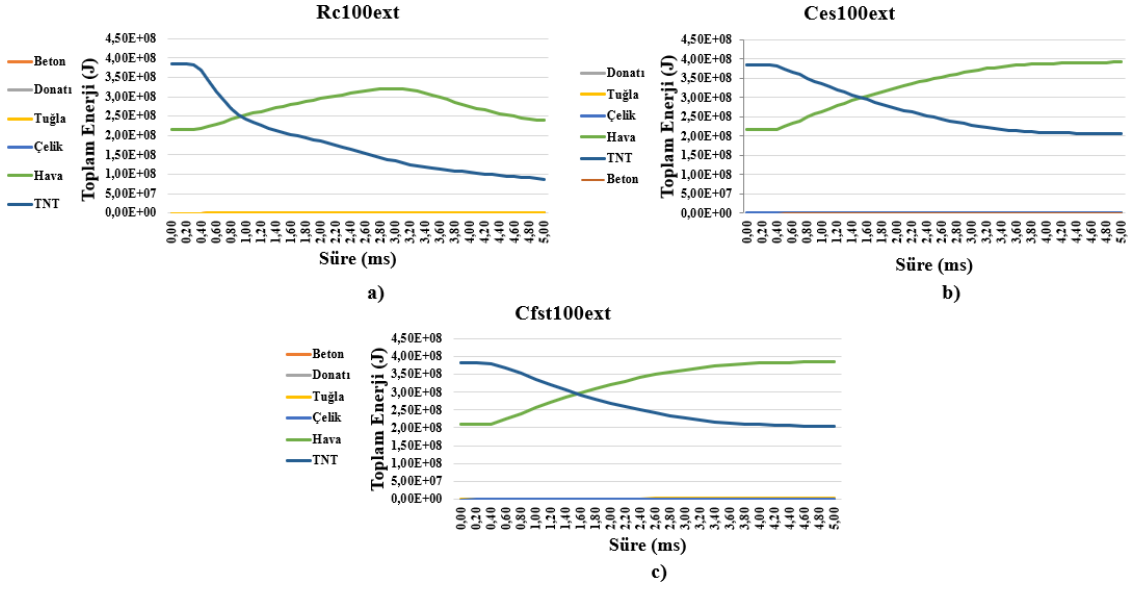 Rc100ext
Toplam Enerji (J)
4,50E+08
4,00E+08
3,50E+08
3,00E+08
2,50E+08
2,00E+08
1,50E+08
1,00E+08
5,00E+07
0,00E+00
Beton
Donatı
Tuğla
Çelik
Hava
TNT
0,00 0,20 0,40 0,60 0,80 1,00 1,20 1,40 1,60 1,80 2,00 2,20 2,40 2,60 2,80 3,00 3,20 3,40 3,60 3,80 4,00 4,20 4,40 4,60 4,80 5,00
Süre (ms)
a)
Ces100ext
Toplam Enerji (J)
4,50E+08
4,00E+08
3,50E+08
3,00E+08
2,50E+08
2,00E+08
1,50E+08
1,00E+08
5,00E+07
0,00E+00
Donatı
Tuğla
Çelik
Hava
TNT
Beton
0,00 0,20 0,40 0,60 0,80 1,00 1,20 1,40 1,60 1,80 2,00 2,20 2,40 2,60 2,80 3,00 3,20 3,40 3,60 3,80 4,00 4,20 4,40 4,60 4,80 5,00
Süre (ms)
b)
Cfst100ext
Toplam Enerji (J)
4,50E+08
4,00E+08
3,50E+08
3,00E+08
2,50E+08
2,00E+08
1,50E+08
1,00E+08
5,00E+07
0,00E+00
Beton
Donatı
Tuğla
Çelik
Hava
TNT
0,00 0,20 0,40 0,60 0,80 1,00 1,20 1,40 1,60 1,80 2,00 2,20 2,40 2,60 2,80 3,00 3,20 3,40 3,60 3,80 4,00 4,20 4,40 4,60 4,80 5,00
Süre (ms)
c)